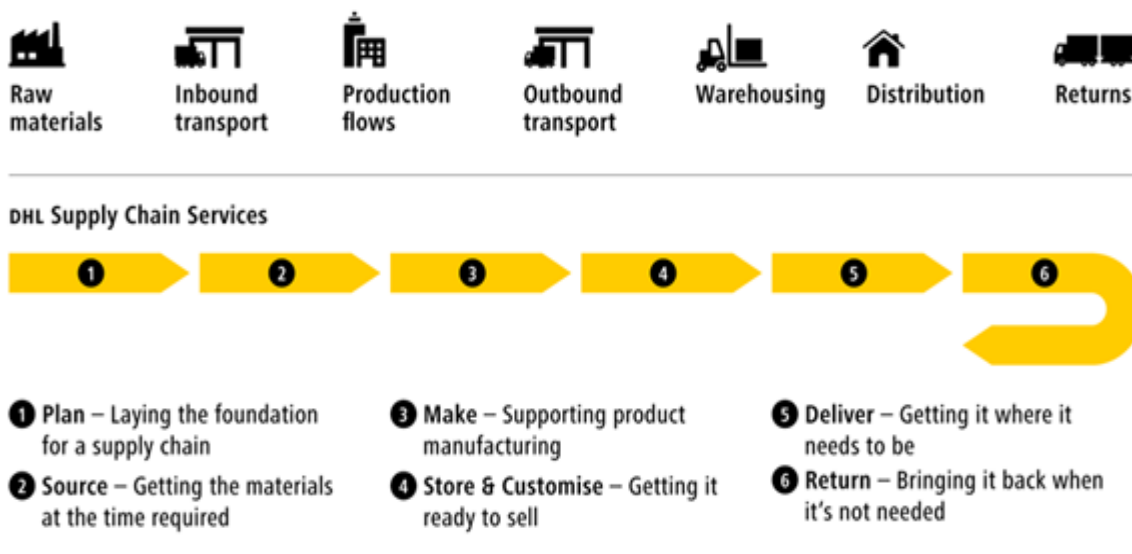 Raw
materials
Inbound
transport
Production
flows
Outbound
transport
Warehousing
Distribution
Returns
DHL Supply Chain Services
1
2
3
4
5
6
1 Plan – Laying the foundation
for a supply chain
2 Source – Getting the materials
at the time required
3 Make – Supporting product
manufacturing
4 Store & Customise – Getting it
ready to sell
5 Deliver – Getting it where it
needs to be
6 Return – Bringing it back when
it's not needed